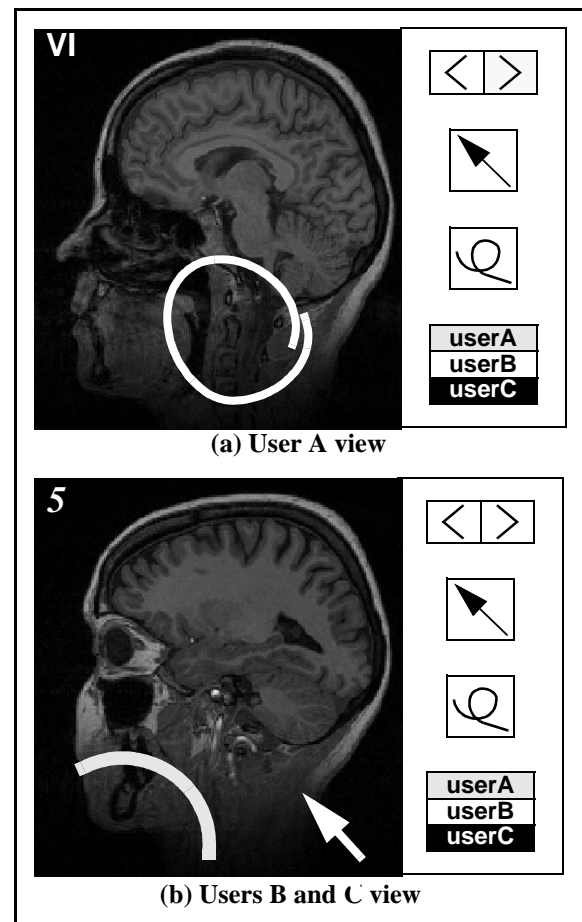 VI
userA
userB
userC
(a) User A view
5
userA
userB
userC
(b) Users B and C view